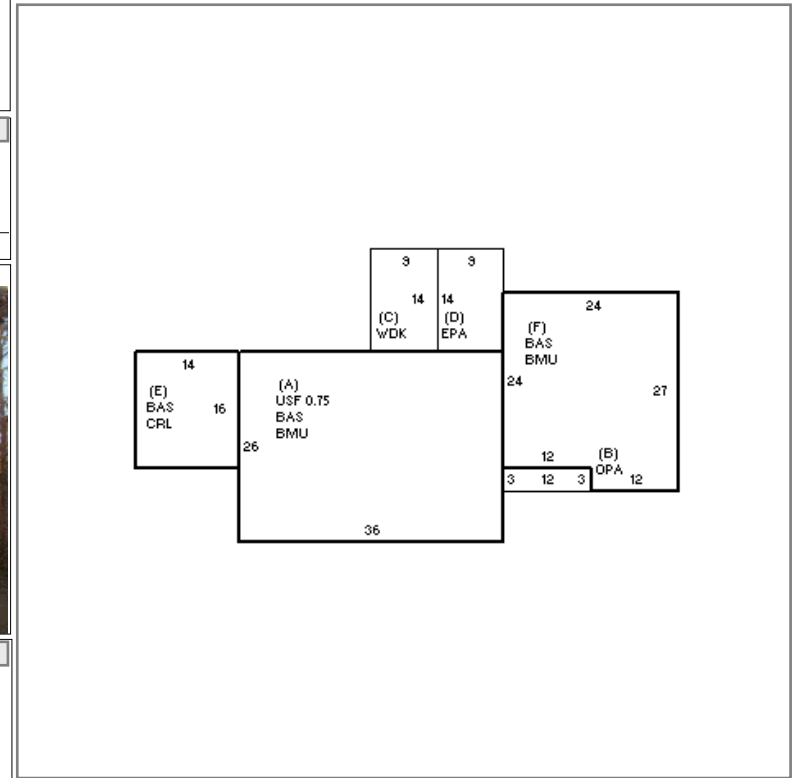 9 9
14 14
(C) (D)
WDK EPA
24
(F)
BAS
BMU
24
27
14
(E)
BAS
CRL
16
(A)
USF 0.75
BAS
BMU
26
12
(B)
OPA
3 12 3
12
36